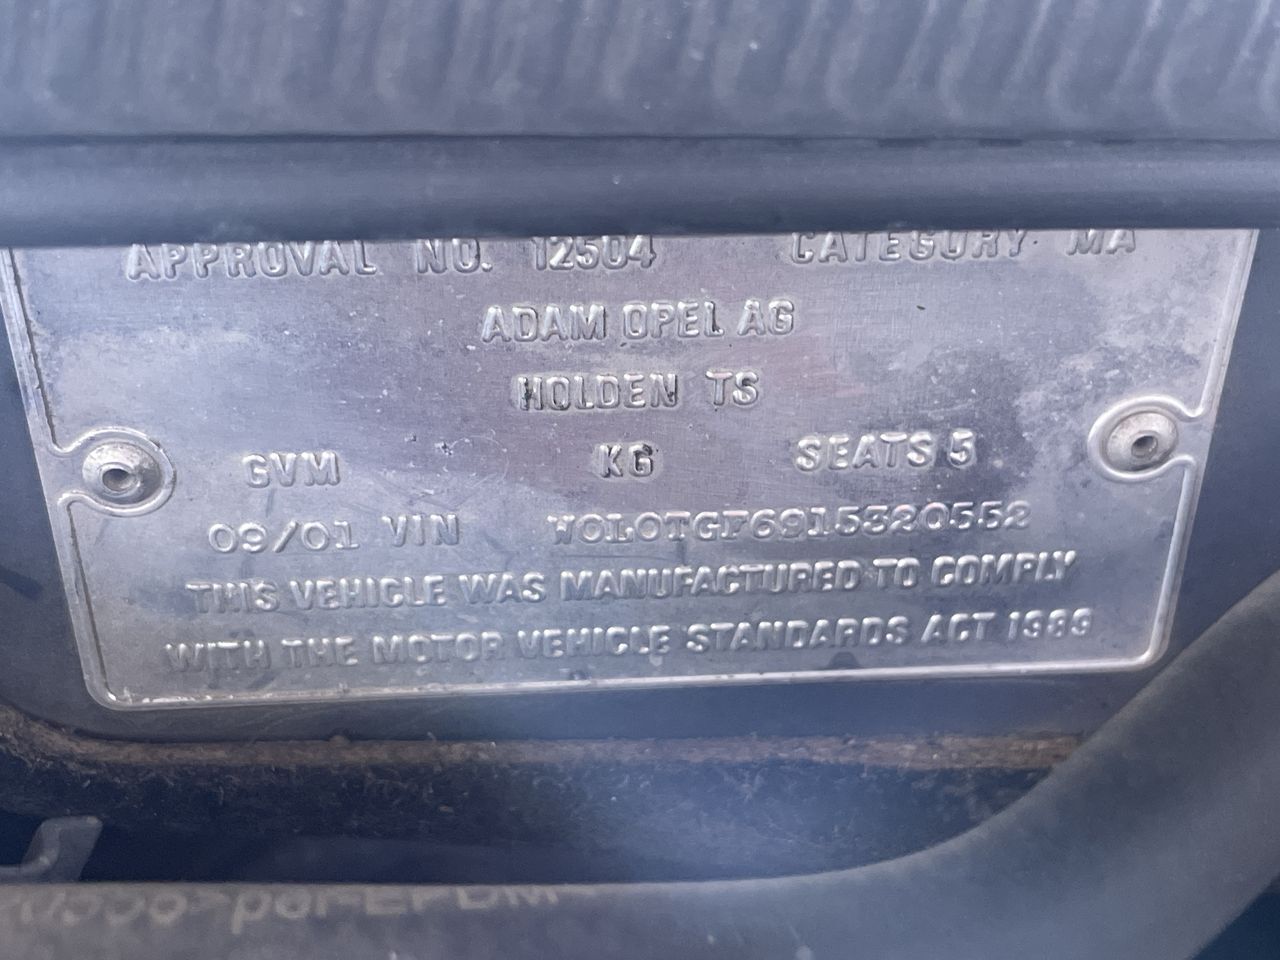 APPROVAL NO. 12504 CATEGORY MA
ADAM OPEL AG
HOLDEN TS
GVM KG SEATS 5
09/01 VIN W0L0TGF6915320552
THIS VEHICLE WAS MANUFACTURED TO COMPLY
WITH THE MOTOR VEHICLE STANDARDS ACT 1989